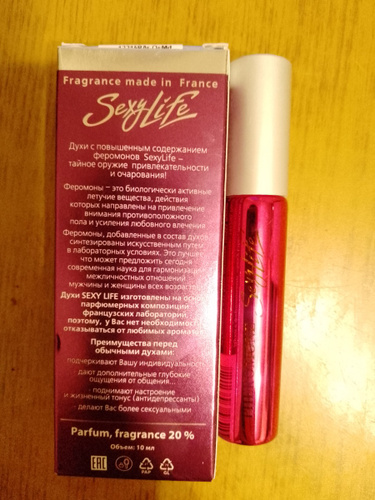 Fragrance made in France
SexyLife
Духи с повышенным содержанием
феромонов SexyLife –
тайное оружие привлекательности
и очарования!
Феромоны – это биологически активные
летучие вещества, действия
которых направлены на привлечение
внимания противоположного
пола и усиления любовного влечения
Феромоны, добавленные в состав духов
синтезированы искусственным путем
в лабораторных условиях. Это лучшее
что может предложить сегодня
современная наука для гармонизации
межличностных отношений
мужчины и женщины всех возрастов
Духи SEXY LIFE изготовлены на основе
парфюмерных композиций
французских лабораторий,
поэтому, у Вас нет необходимости
отказываться от любимых ароматов
Преимущества перед
обычными духами:
- подчеркивают Вашу индивидуальность
- дают дополнительные глубокие
ощущения от общения...
- поднимают настроение
и жизненный тонус (антидепрессанты)
- делают Вас более сексуальными
Parfum, fragrance 20 %
Объем: 10 мл
EAC
PAP
SexyLife